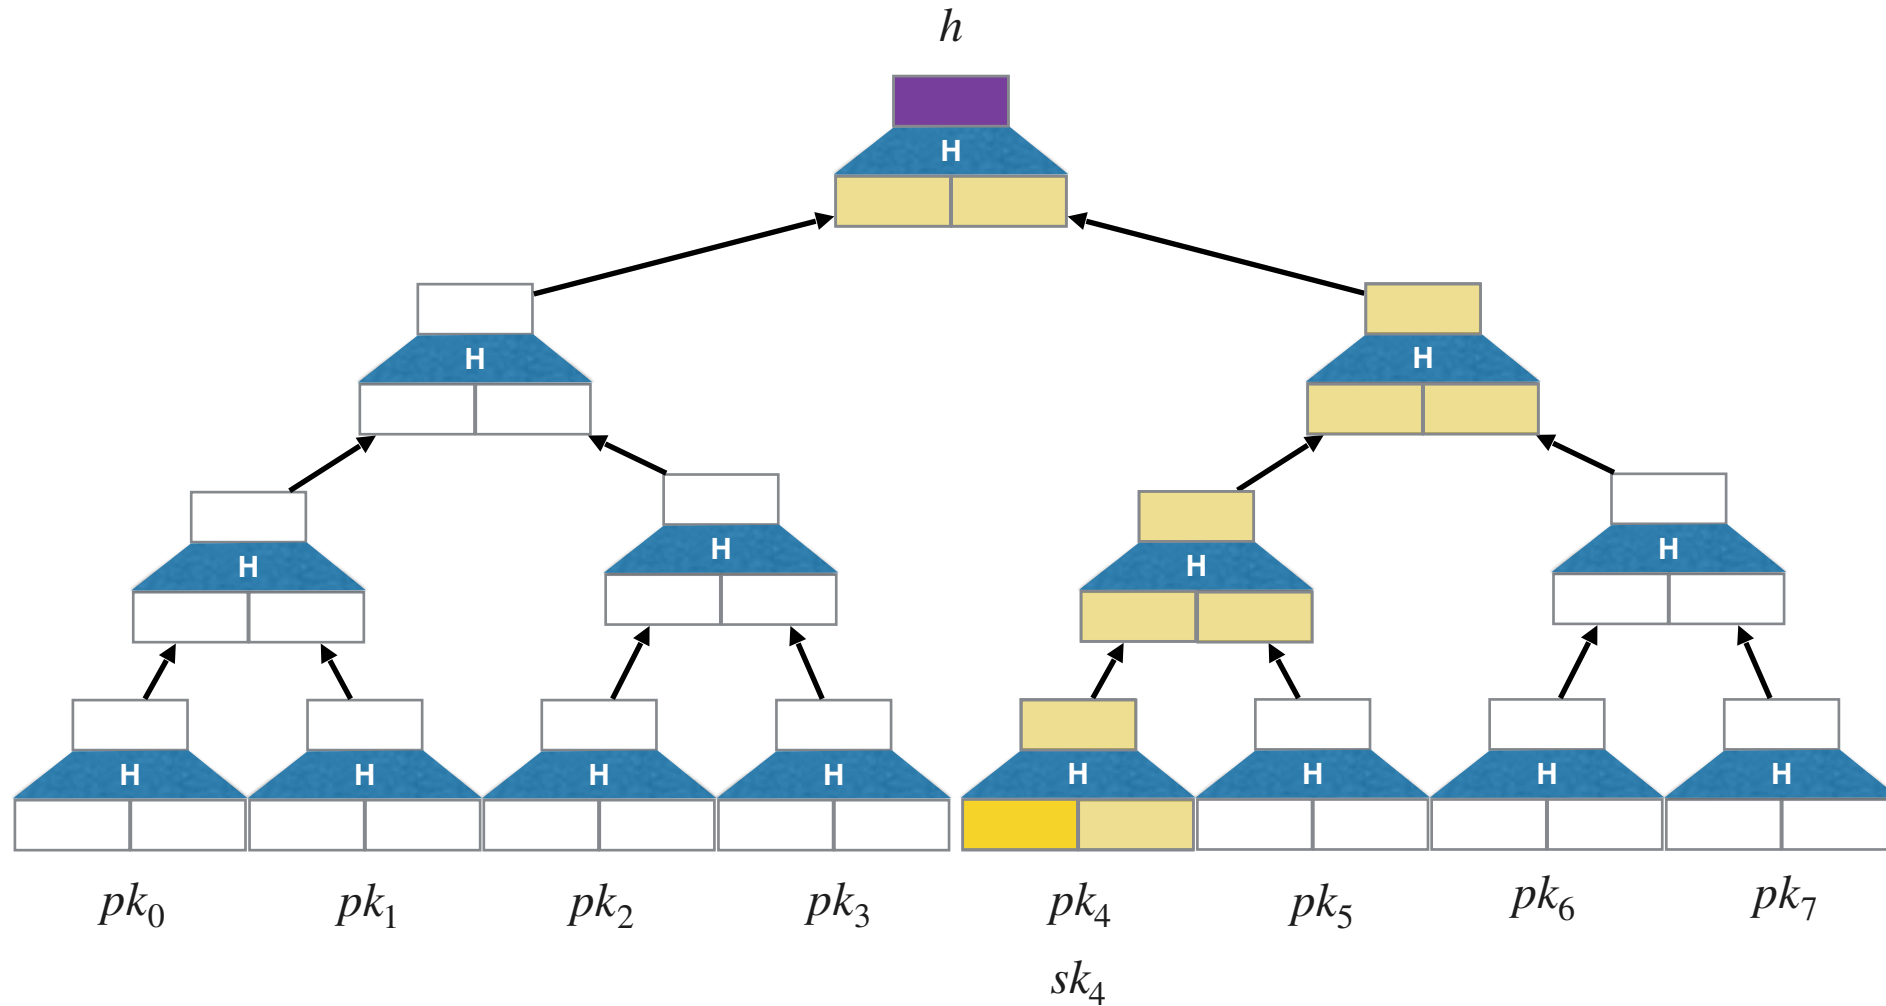 h
H
H
H
H
H
H
H
H H H H H H H H
pk₀ pk₁ pk₂ pk₃ pk₄ pk₅ pk₆ pk₇
sk₄